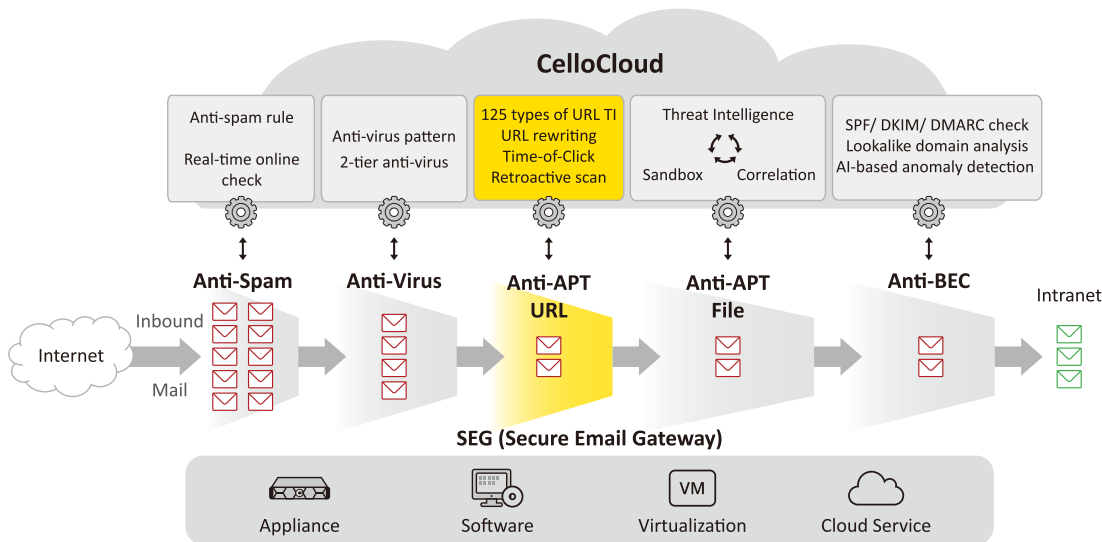 CelloCloud
Anti-spam rule
Real-time online
check
Anti-virus pattern
2-tier anti-virus
125 types of URL TI
URL rewriting
Time-of-Click
Retroactive scan
Threat Intelligence
Sandbox
Correlation
SPF/ DKIM/ DMARC check
Lookalike domain analysis
AI-based anomaly detection
Anti-Spam
Anti-Virus
Anti-APT
URL
Anti-APT
File
Anti-BEC
Intranet
Inbound
Internet
Mail
SEG (Secure Email Gateway)
VM
Appliance
Software
Virtualization
Cloud Service